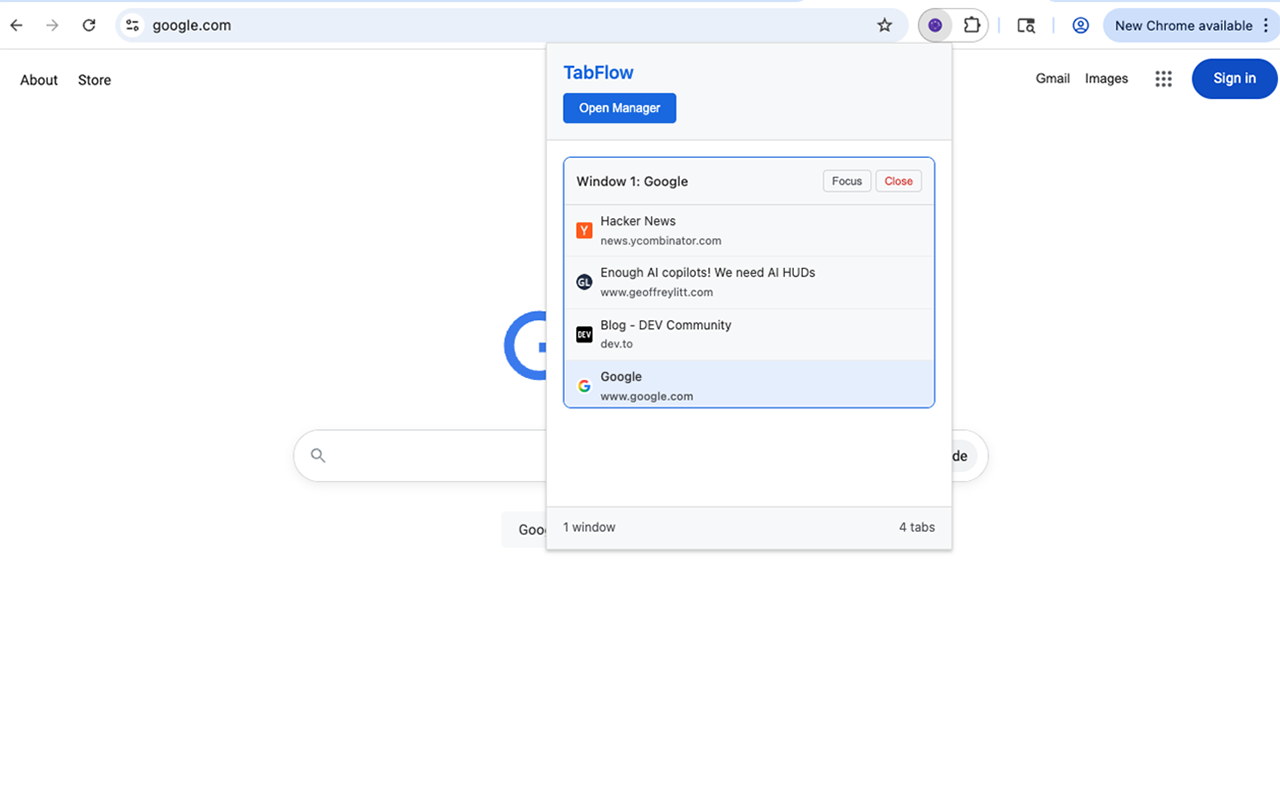 google.com
New Chrome available
About
Store
Gmail
Images
Sign in
TabFlow
Open Manager
Window 1: Google
Focus
Close
Y
Hacker News
news.ycombinator.com
GL
Enough AI copilots! We need AI HUDs
www.geoffreylitt.com
DEV
Blog - DEV Community
dev.to
G
Google
www.google.com
G
de
Goo
1 window
4 tabs